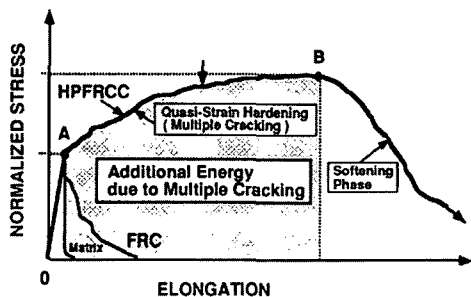 NORMALIZED STRESS
B
HPFRCC
Quasi-Strain Hardening
( Multiple Cracking )
A
Additional Energy
due to Multiple Cracking
Softening
Phase
Matrix
FRC
0
ELONGATION